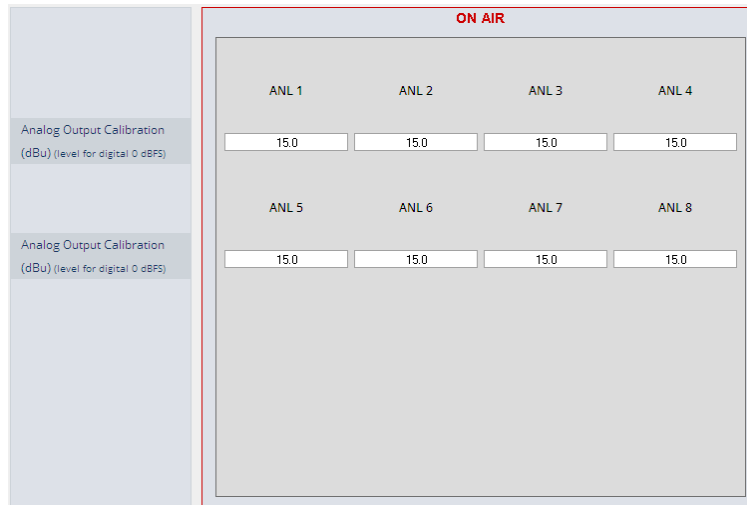 ON AIR
ANL 1 ANL 2 ANL 3 ANL 4
Analog Output Calibration
(dBu) (level for digital 0 dBFS)
15.0 15.0 15.0 15.0
ANL 5 ANL 6 ANL 7 ANL 8
Analog Output Calibration
(dBu) (level for digital 0 dBFS)
15.0 15.0 15.0 15.0